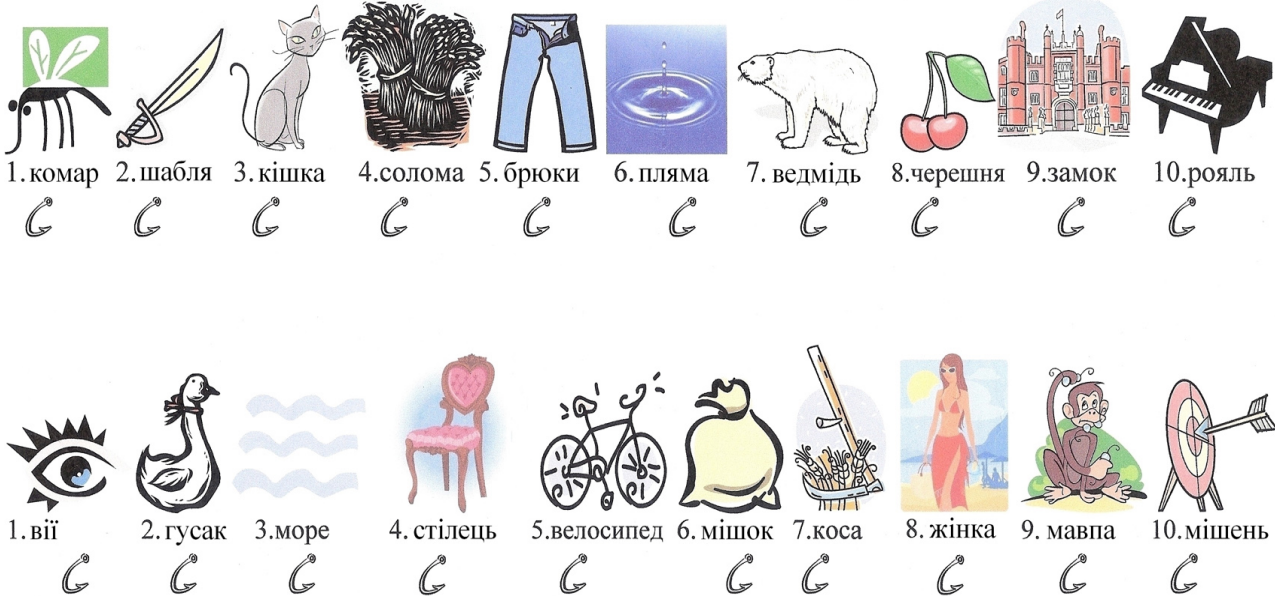 1. комар 2. шабля 3. кішка 4.солома 5. брюки 6. пляма 7. ведмідь 8.черешня 9.замок 10.рояль
1. вії 2. гусак 3.море 4. стілець 5.велосипед 6. мішок 7.коса 8. жінка 9. мавпа 10.мішень